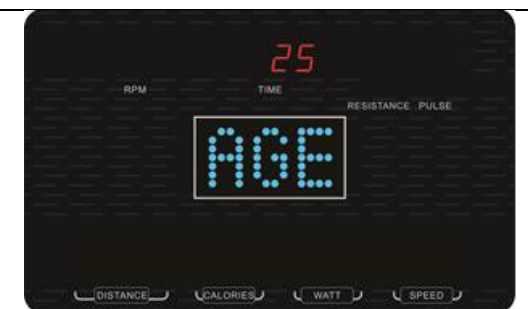 25
RPM TIME
RESISTANCE PULSE
AGE
DISTANCE CALORIES WATT SPEED